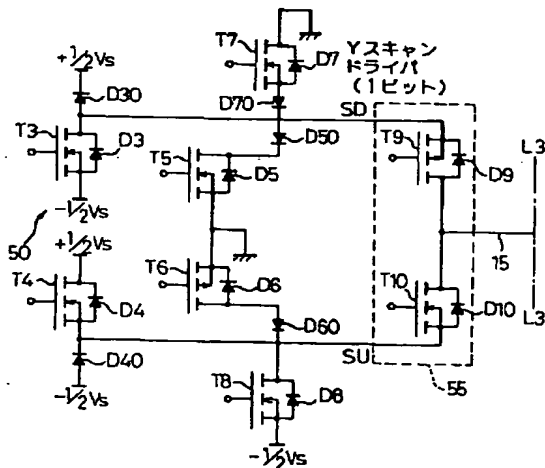 T7
D7
Yスキャン
ドライバ
(1ビット)
+1/2Vs
D30
D70
SD
T3
D3
D50
T9
D9
L3
T5
D5
-1/2Vs
50
+1/2Vs
15
T6
D6
T4
D4
T10
D10
L3
D60
D40
SU
55
T8
D8
-1/2Vs
-1/2Vs